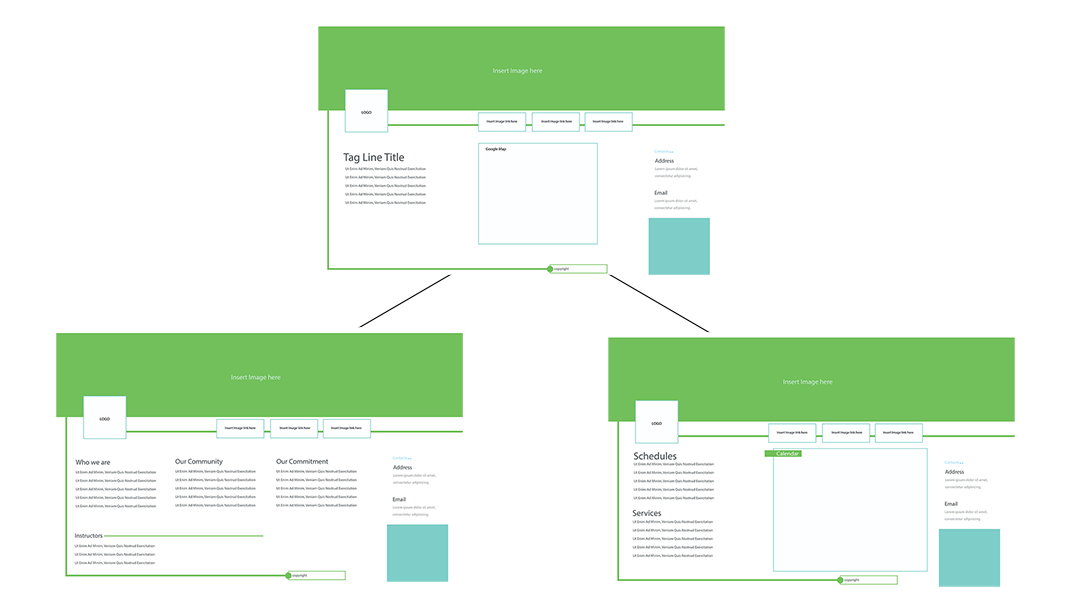 Insert Image here
LOGO
Insert Image link here
Insert Image link here
Insert Image link here
Tag Line Title
Ut Enim Ad Minim, Veniam Quis Nostrud Exercitation
Ut Enim Ad Minim, Veniam Quis Nostrud Exercitation
Ut Enim Ad Minim, Veniam Quis Nostrud Exercitation
Ut Enim Ad Minim, Veniam Quis Nostrud Exercitation
Ut Enim Ad Minim, Veniam Quis Nostrud Exercitation
Google Map:
Address
Lorem ipsum dolor sit amet,
consectetur adipiscing.
Email
Lorem ipsum dolor sit amet,
consectetur adipiscing.
copyright
Insert Image here
LOGO
Insert Image link here
Insert Image link here
Insert Image link here
Who we are
Ut Enim Ad Minim, Veniam Quis Nostrud Exercitation
Ut Enim Ad Minim, Veniam Quis Nostrud Exercitation
Ut Enim Ad Minim, Veniam Quis Nostrud Exercitation
Ut Enim Ad Minim, Veniam Quis Nostrud Exercitation
Ut Enim Ad Minim, Veniam Quis Nostrud Exercitation
Our Community
Ut Enim Ad Minim, Veniam Quis Nostrud Exercitation
Ut Enim Ad Minim, Veniam Quis Nostrud Exercitation
Ut Enim Ad Minim, Veniam Quis Nostrud Exercitation
Ut Enim Ad Minim, Veniam Quis Nostrud Exercitation
Ut Enim Ad Minim, Veniam Quis Nostrud Exercitation
Our Commitment
Ut Enim Ad Minim, Veniam Quis Nostrud Exercitation
Ut Enim Ad Minim, Veniam Quis Nostrud Exercitation
Ut Enim Ad Minim, Veniam Quis Nostrud Exercitation
Ut Enim Ad Minim, Veniam Quis Nostrud Exercitation
Ut Enim Ad Minim, Veniam Quis Nostrud Exercitation
Instructors
Ut Enim Ad Minim, Veniam Quis Nostrud Exercitation
Ut Enim Ad Minim, Veniam Quis Nostrud Exercitation
Ut Enim Ad Minim, Veniam Quis Nostrud Exercitation
Address
Lorem ipsum dolor sit amet,
consectetur adipiscing.
Email
Lorem ipsum dolor sit amet,
consectetur adipiscing.
copyright
Insert Image here
LOGO
Insert Image link here
Insert Image link here
Insert Image link here
Schedules
Ut Enim Ad Minim, Veniam Quis Nostrud Exercitation
Ut Enim Ad Minim, Veniam Quis Nostrud Exercitation
Ut Enim Ad Minim, Veniam Quis Nostrud Exercitation
Ut Enim Ad Minim, Veniam Quis Nostrud Exercitation
Ut Enim Ad Minim, Veniam Quis Nostrud Exercitation
Services
Ut Enim Ad Minim, Veniam Quis Nostrud Exercitation
Ut Enim Ad Minim, Veniam Quis Nostrud Exercitation
Ut Enim Ad Minim, Veniam Quis Nostrud Exercitation
Ut Enim Ad Minim, Veniam Quis Nostrud Exercitation
Ut Enim Ad Minim, Veniam Quis Nostrud Exercitation
Calendar
Address
Lorem ipsum dolor sit amet,
consectetur adipiscing.
Email
Lorem ipsum dolor sit amet,
consectetur adipiscing.
copyright